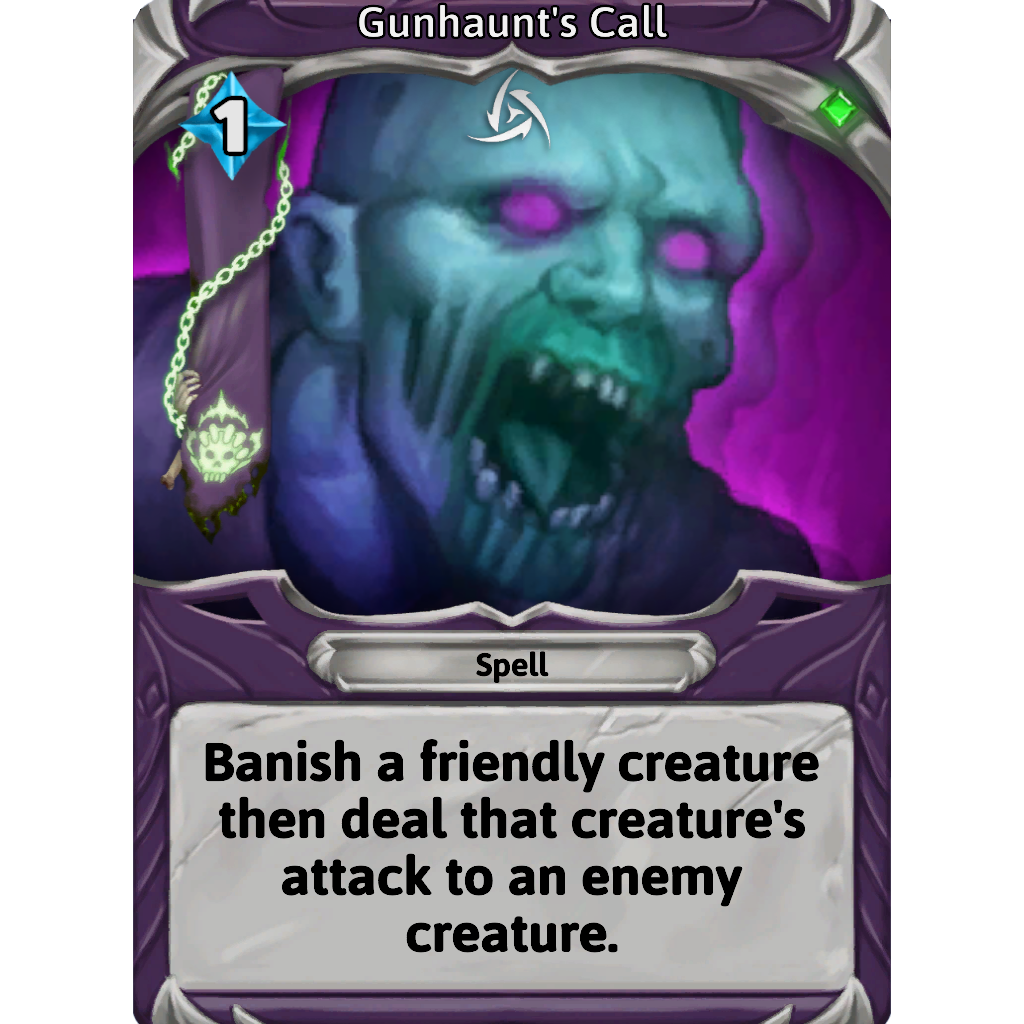 Gunhaunt's Call
1
Spell
Banish a friendly creature
then deal that creature's
attack to an enemy
creature.